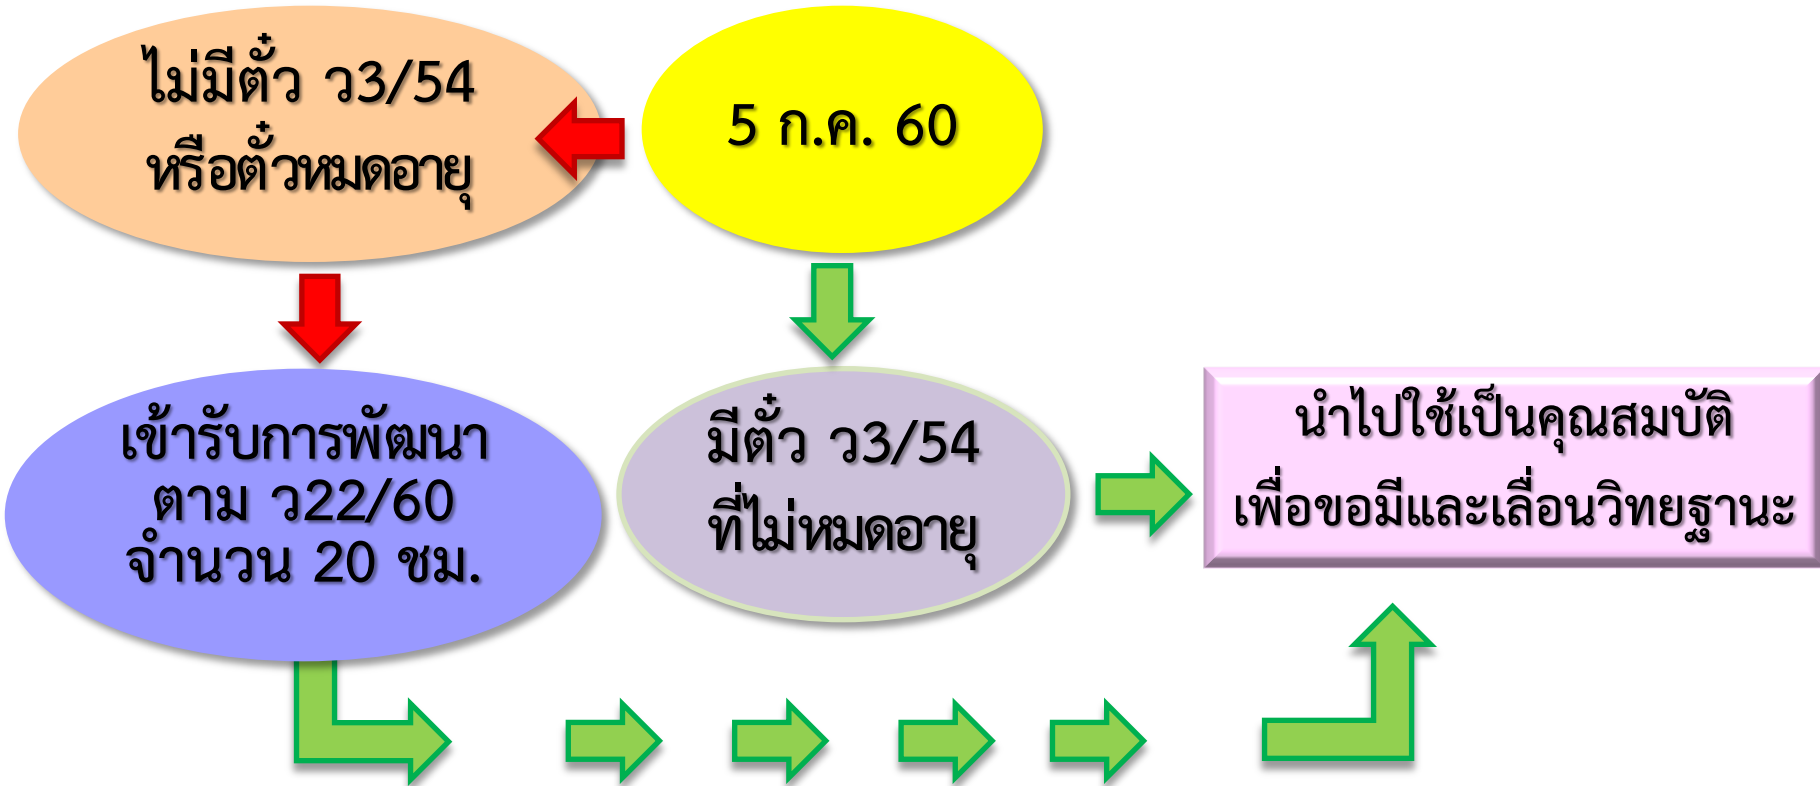 ไม่มีตั๋ว ว3/54
หรือตั๋วหมดอายุ
5 ก.ค. 60
เข้ารับการพัฒนา
ตาม ว22/60
จำนวน 20 ชม.
มีตั๋ว ว3/54
ที่ไม่หมดอายุ
นำไปใช้เป็นคุณสมบัติ
เพื่อขอมีและเลื่อนวิทยฐานะ